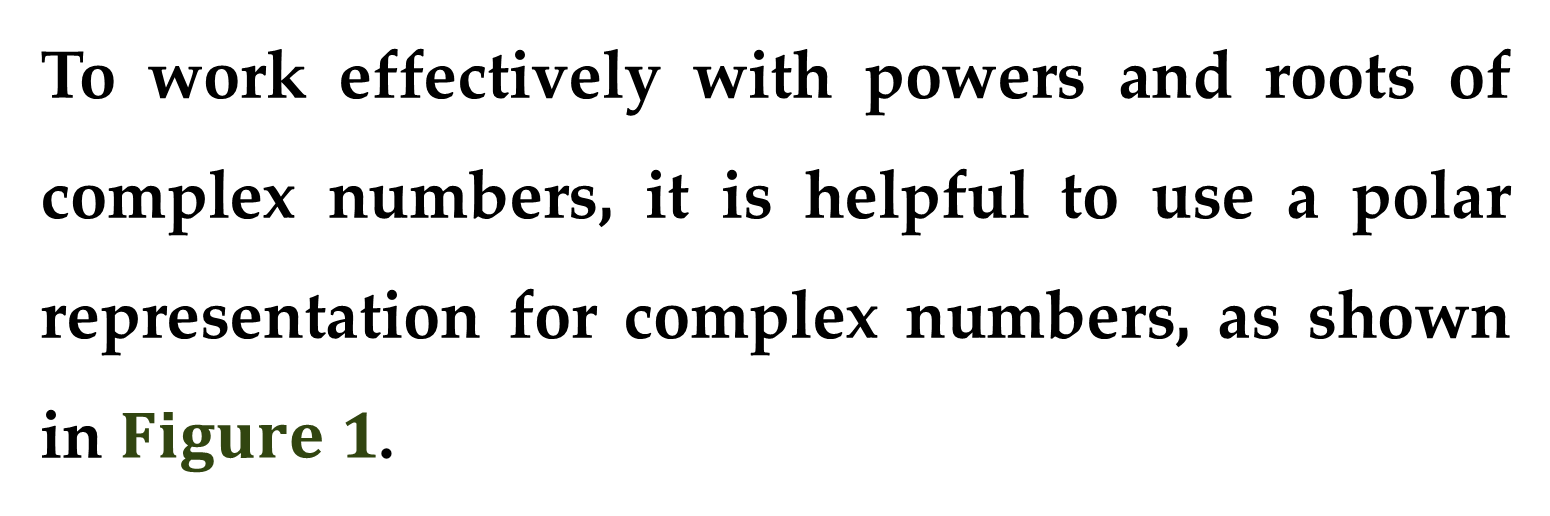 To work effectively with powers and roots of
complex numbers, it is helpful to use a polar
representation for complex numbers, as shown
in Figure 1.